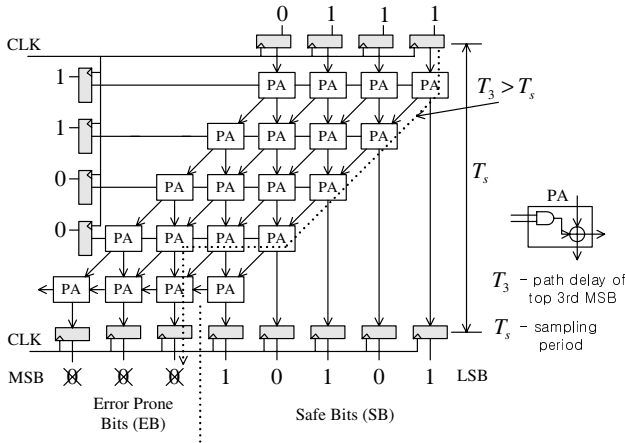 0 1 1 1
CLK
1 PA PA PA PA T₃ > Tₛ
1 PA PA PA PA
Tₛ
0 PA PA PA PA
PA
0 PA PA PA PA
PA PA PA PA
T₃ – path delay of
top 3rd MSB
CLK
Tₛ – sampling
period
MSB 0 0 0 1 0 1 0 1 LSB
Error Prone
Bits (EB)
Safe Bits (SB)